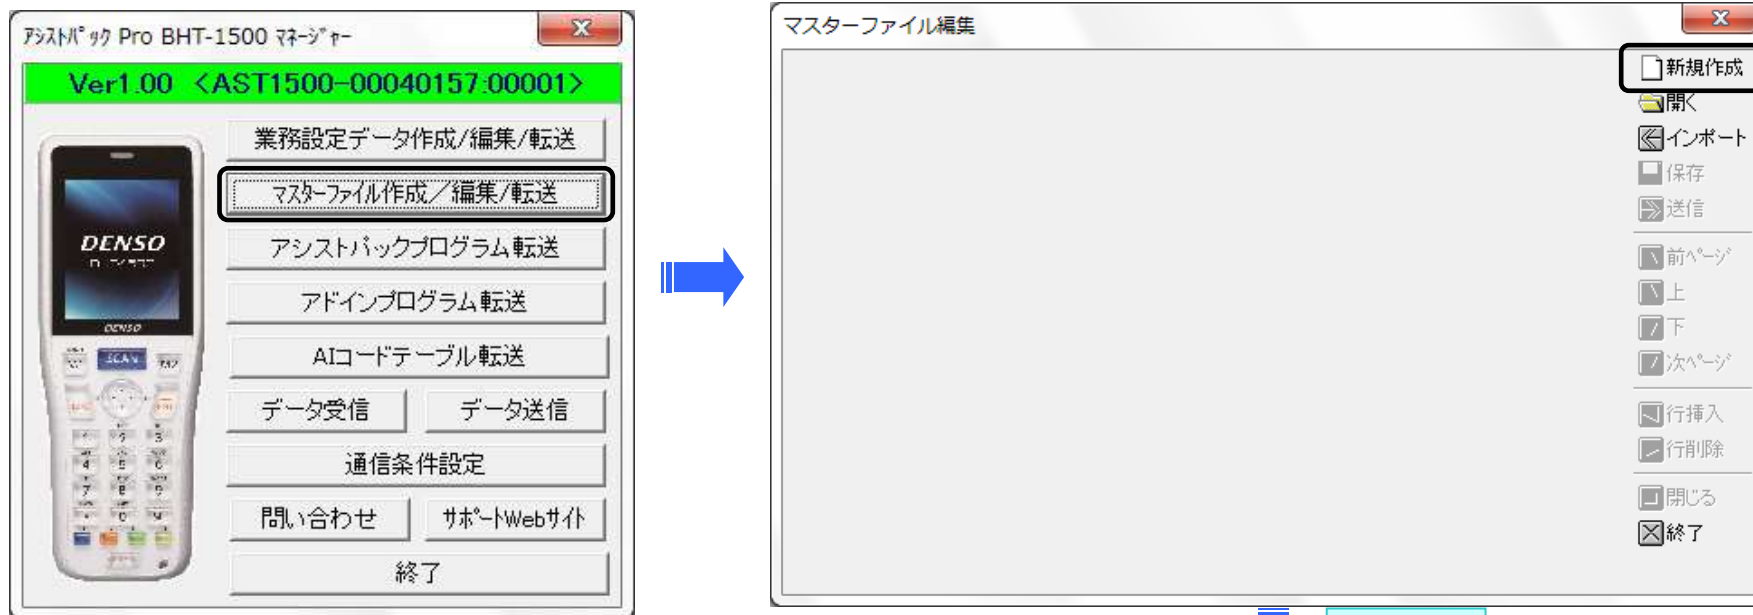 ｱｼｽﾄﾊﾟｯｸ Pro BHT-1500 ﾏﾈｰｼﾞｬｰ
Ver1.00 <AST1500-00040157:00001>
業務設定データ作成/編集/転送
ﾏｽﾀｰﾌｧｲﾙ作成／編集/転送
アシストパックプログラム転送
アドインプログラム転送
AIコードテーブル転送
データ受信
データ送信
通信条件設定
問い合わせ
ｻﾎﾟｰﾄWebｻｲﾄ
終了
DENSO
DENSO
SCAN
マスターファイル編集
新規作成
開く
インポート
保存
送信
前ﾍﾟｰｼﾞ
上
下
次ﾍﾟｰｼﾞ
行挿入
行削除
閉じる
終了